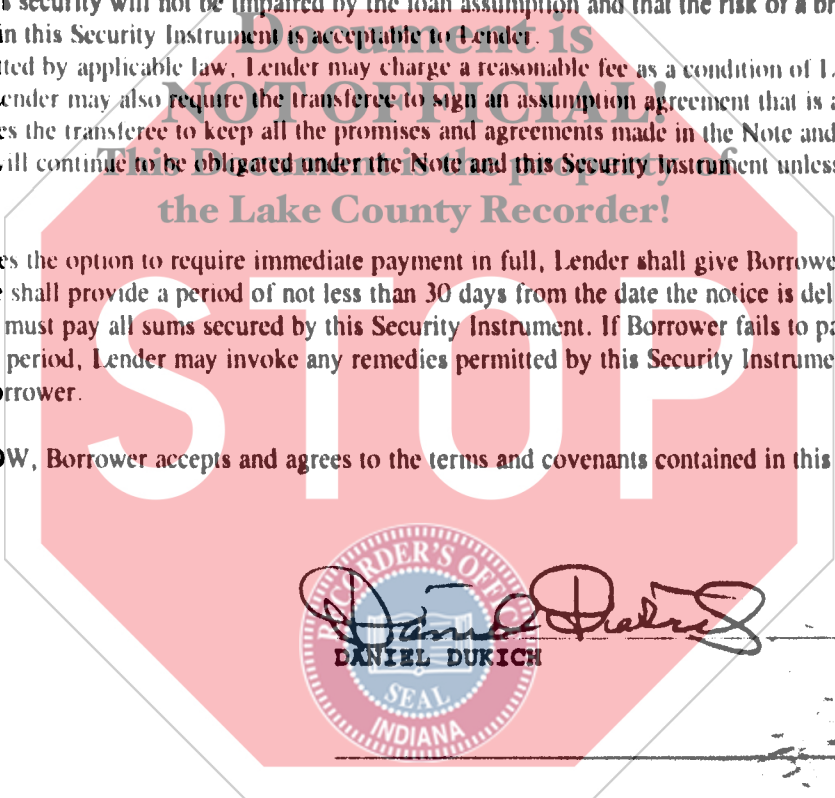 s security will not be impaired by the loan assumption and that the risk of a br
in this Security Instrument is acceptable to Lender.
Document is
tted by applicable law, Lender may charge a reasonable fee as a condition of L
ender may also require the transferee to sign an assumption agreement that is a
NOT OFFICIAL!
es the transferee to keep all the promises and agreements made in the Note and
ill continue to be obligated under the Note and this Security Instrument unless
This Document is the property of
the Lake County Recorder!
es the option to require immediate payment in full, Lender shall give Borrowe
shall provide a period of not less than 30 days from the date the notice is del
must pay all sums secured by this Security Instrument. If Borrower fails to pa
period, Lender may invoke any remedies permitted by this Security Instrume
rrower.
STOP
OW, Borrower accepts and agrees to the terms and covenants contained in this
RECORDER'S OFFICE
Daniel Dukich
DANIEL DUKICH
SEAL
INDIANA